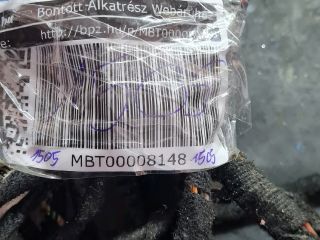 Bontott Alkatrész Webáruház
http://bpz.hu/p/MBT0000
1505 MBT00008148 1505